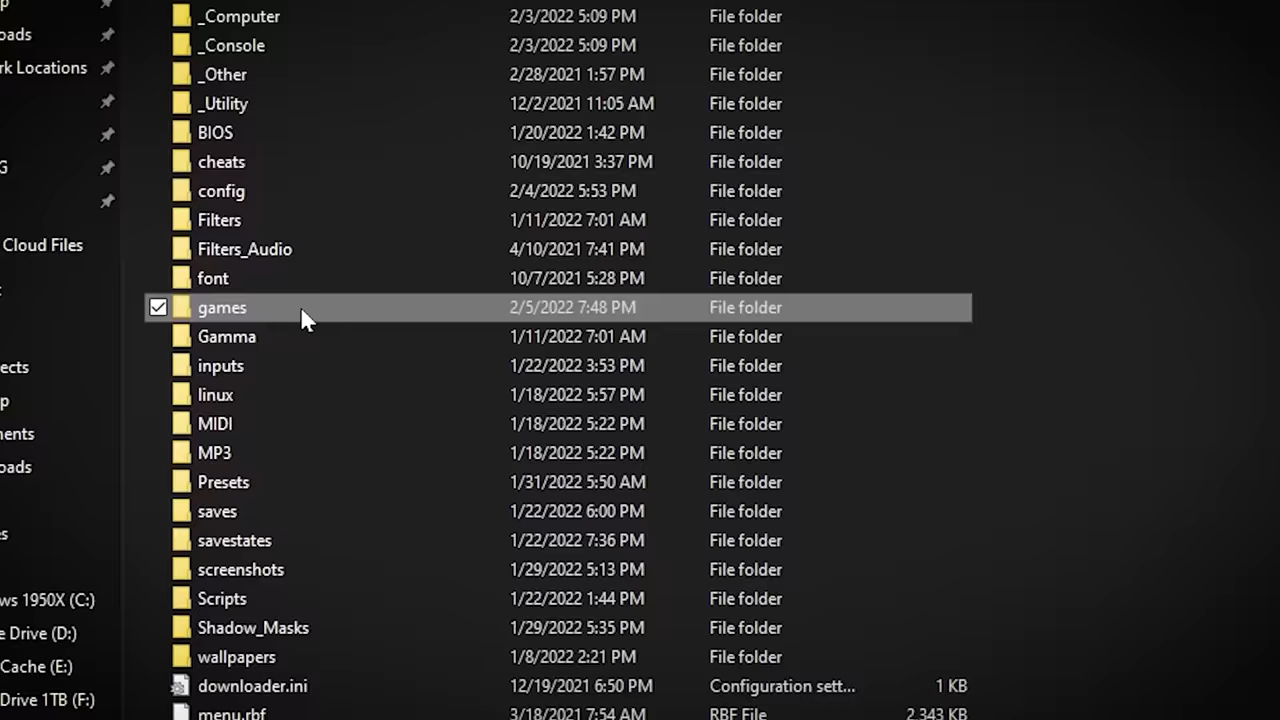 _Computer 2/3/2022 5:09 PM File folder
oads
_Console 2/3/2022 5:09 PM File folder
rk Locations
_Other 2/28/2021 1:57 PM File folder
_Utility 12/2/2021 11:05 AM File folder
BIOS 1/20/2022 1:42 PM File folder
G
cheats 10/19/2021 3:37 PM File folder
config 2/4/2022 5:53 PM File folder
Filters 1/11/2022 7:01 AM File folder
Cloud Files
Filters_Audio 4/10/2021 7:41 PM File folder
font 10/7/2021 5:28 PM File folder
games 2/5/2022 7:48 PM File folder
Gamma 1/11/2022 7:01 AM File folder
ects
inputs 1/22/2022 3:53 PM File folder
p
linux 1/18/2022 5:57 PM File folder
ments
MIDI 1/18/2022 5:22 PM File folder
oads
MP3 1/18/2022 5:22 PM File folder
Presets 1/31/2022 5:50 AM File folder
saves 1/22/2022 6:00 PM File folder
s
savestates 1/22/2022 7:36 PM File folder
screenshots 1/29/2022 5:13 PM File folder
ws 1950X (C:)
Scripts 1/22/2022 1:44 PM File folder
e Drive (D:)
Shadow_Masks 1/29/2022 5:35 PM File folder
Cache (E:)
wallpapers 1/8/2022 2:21 PM File folder
Drive 1TB (F:)
downloader.ini 12/19/2021 6:50 PM Configuration sett... 1 KB
menu.rbf 3/18/2021 7:54 AM RBF File 2,343 KB